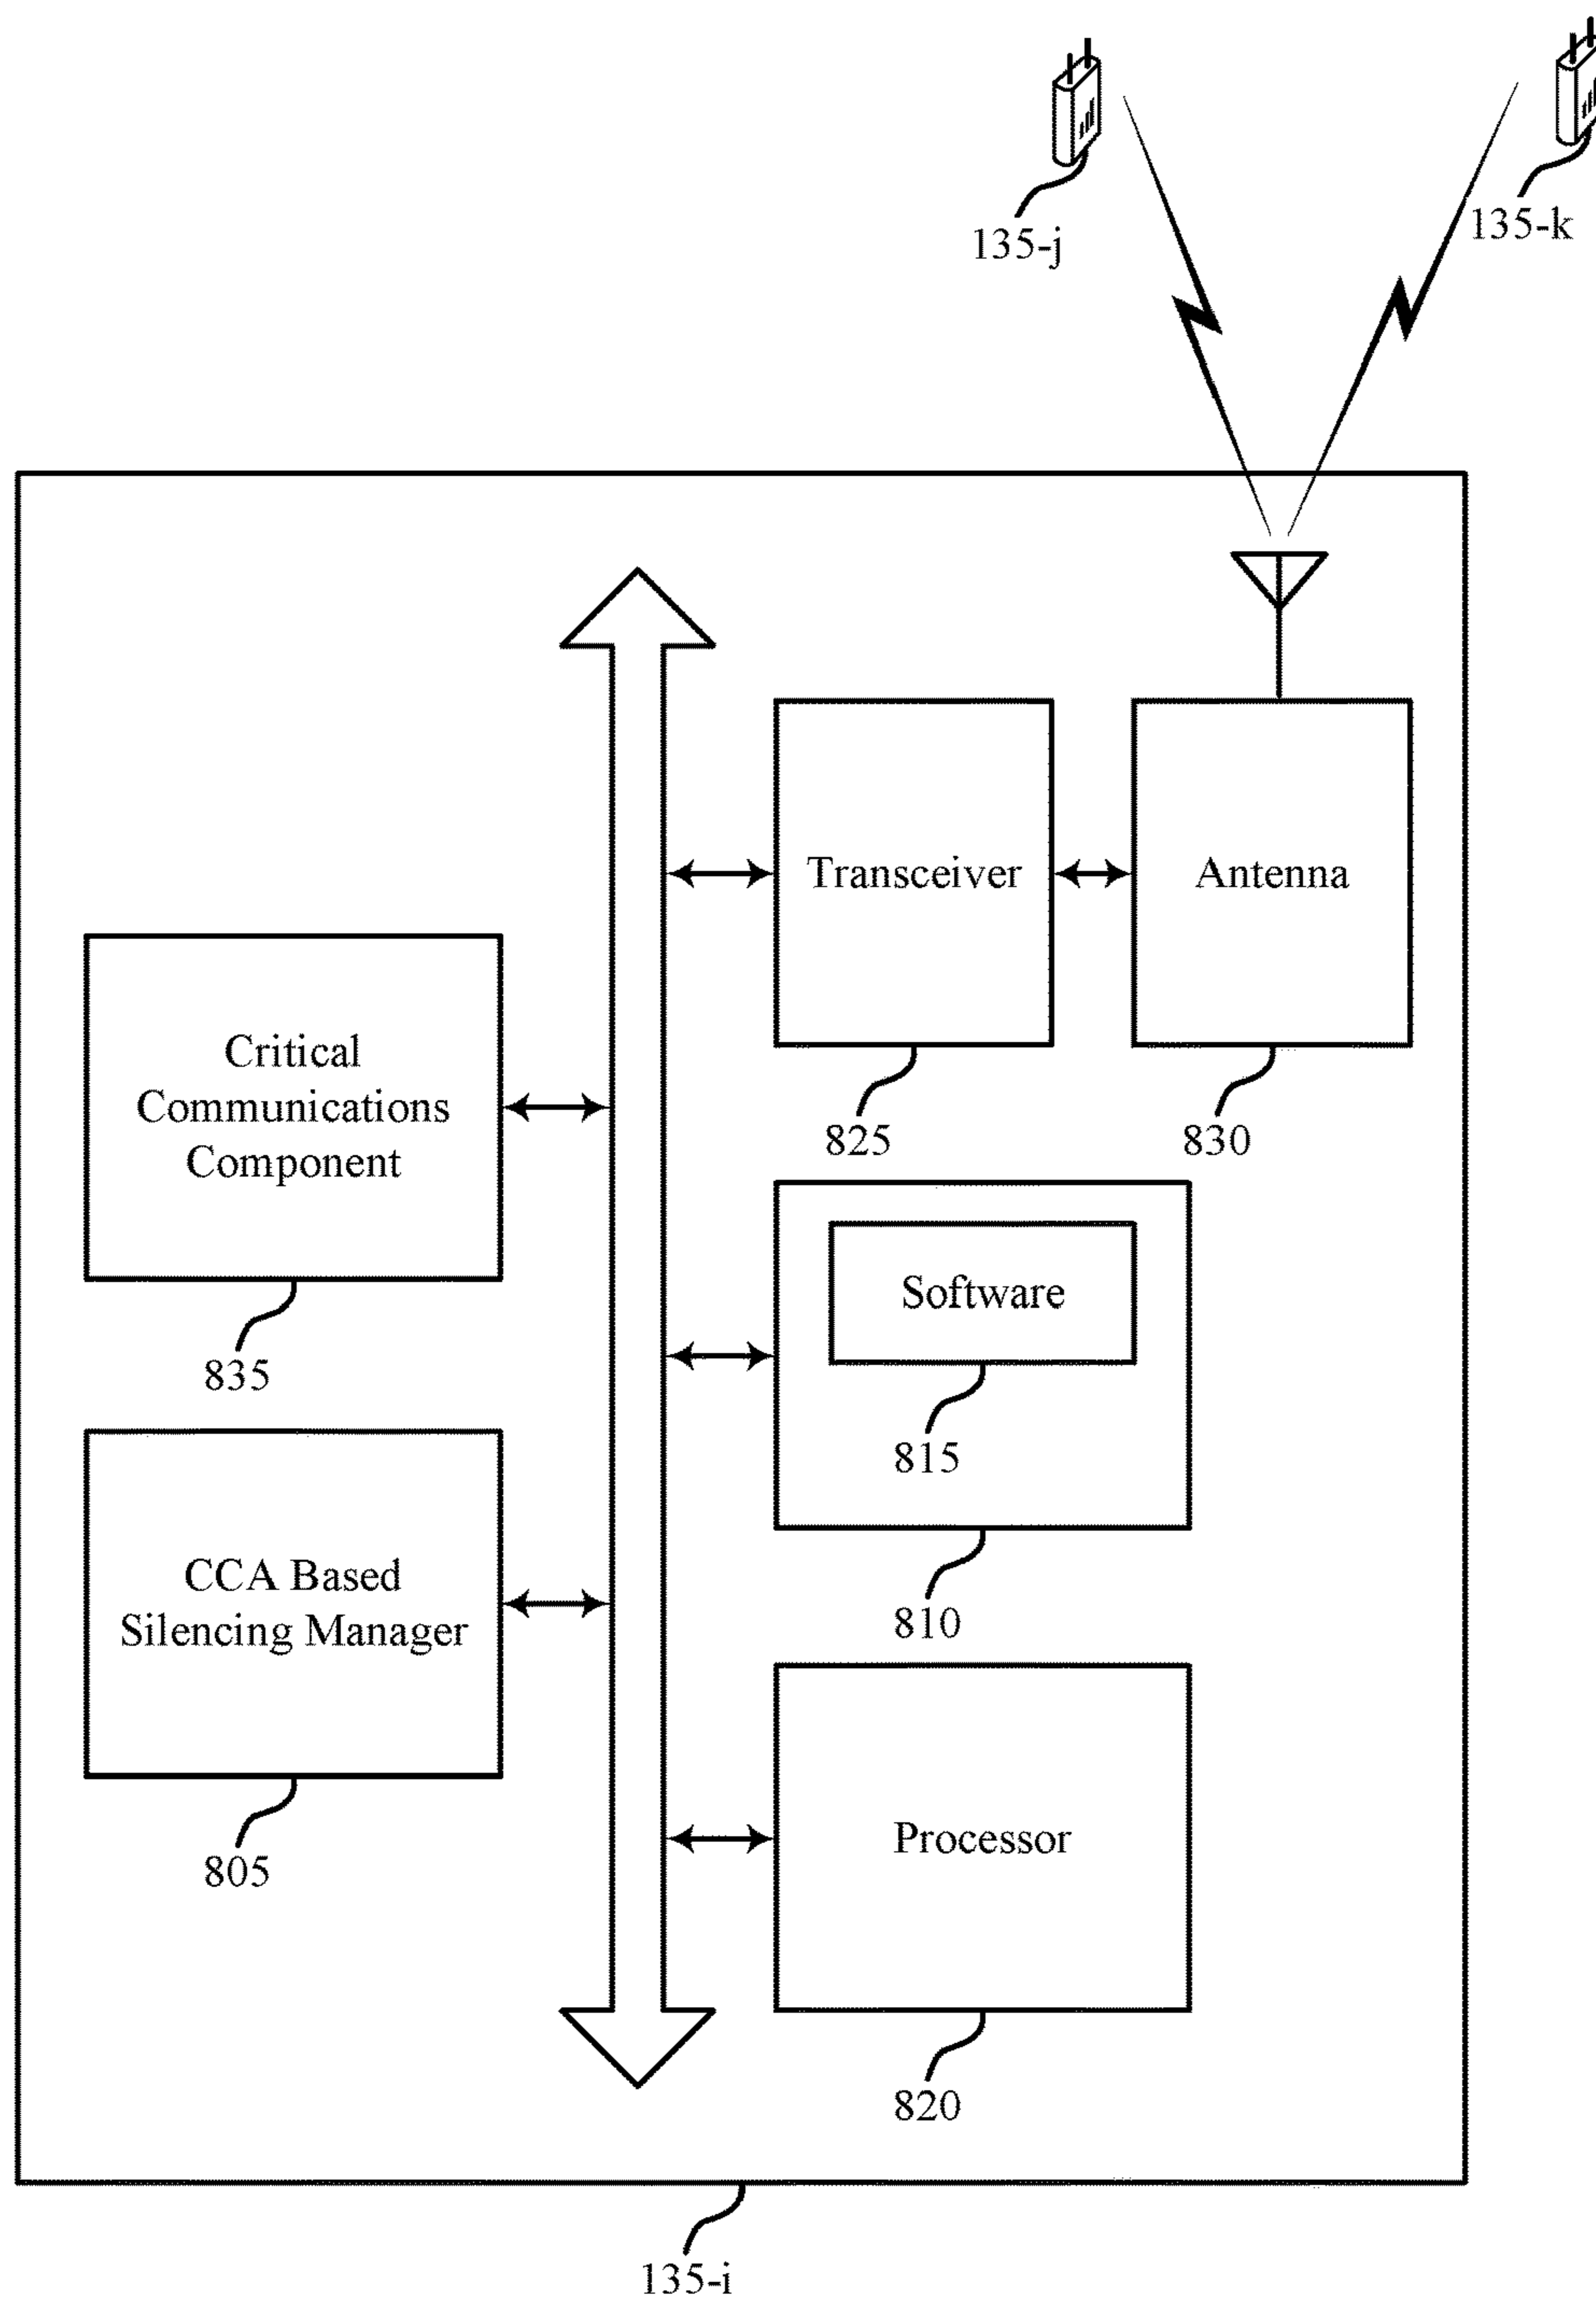 135-j
135-k
Transceiver
Antenna
825
830
Critical
Communications
Component
835
Software
815
810
CCA Based
Silencing Manager
805
Processor
820
135-i